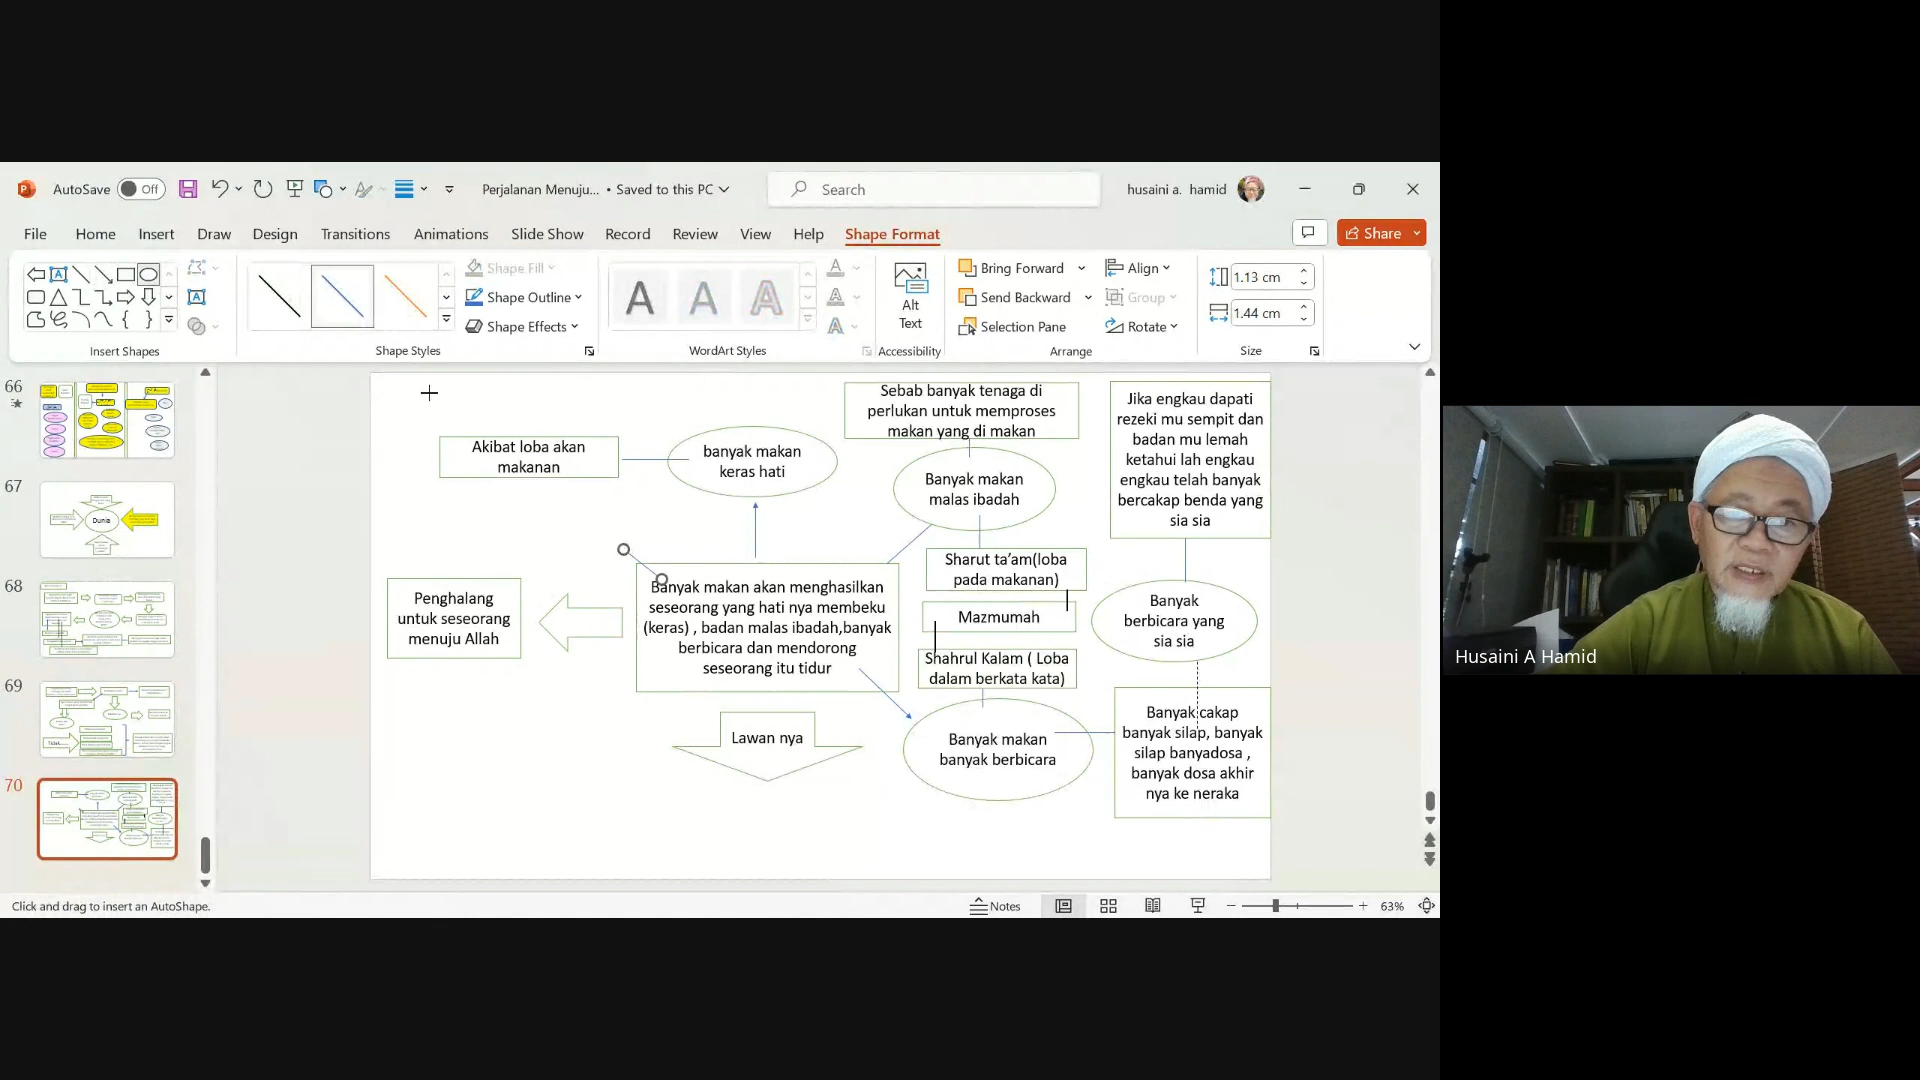 AutoSave Off
Perjalanan Menuju... • Saved to this PC
Search
husaini a. hamid
File Home Insert Draw Design Transitions Animations Slide Show Record Review View Help Shape Format
Share
Shape Fill
Shape Outline
Shape Effects
Alt
Text
Bring Forward
Send Backward
Selection Pane
Align
Group
Rotate
1.13 cm
1.44 cm
Insert Shapes
Shape Styles
WordArt Styles
Accessibility
Arrange
Size
66
67
Dunia
68
69
Tidak
70
Akibat loba akan
makanan
banyak makan
keras hati
Sebab banyak tenaga di
perlukan untuk memproses
makan yang di makan
Banyak makan
malas ibadah
Jika engkau dapati
rezeki mu sempit dan
badan mu lemah
ketahui lah engkau
engkau telah banyak
bercakap benda yang
sia sia
Penghalang
untuk seseorang
menuju Allah
Banyak makan akan menghasilkan
seseorang yang hati nya membeku
(keras) , badan malas ibadah,banyak
berbicara dan mendorong
seseorang itu tidur
Sharut ta’am(loba
pada makanan)
Mazmumah
Shahrul Kalam ( Loba
dalam berkata kata)
Banyak
berbicara yang
sia sia
Lawan nya
Banyak makan
banyak berbicara
Banyak cakap
banyak silap, banyak
silap banyadosa ,
banyak dosa akhir
nya ke neraka
Click and drag to insert an AutoShape.
Notes
63%
Husaini A Hamid